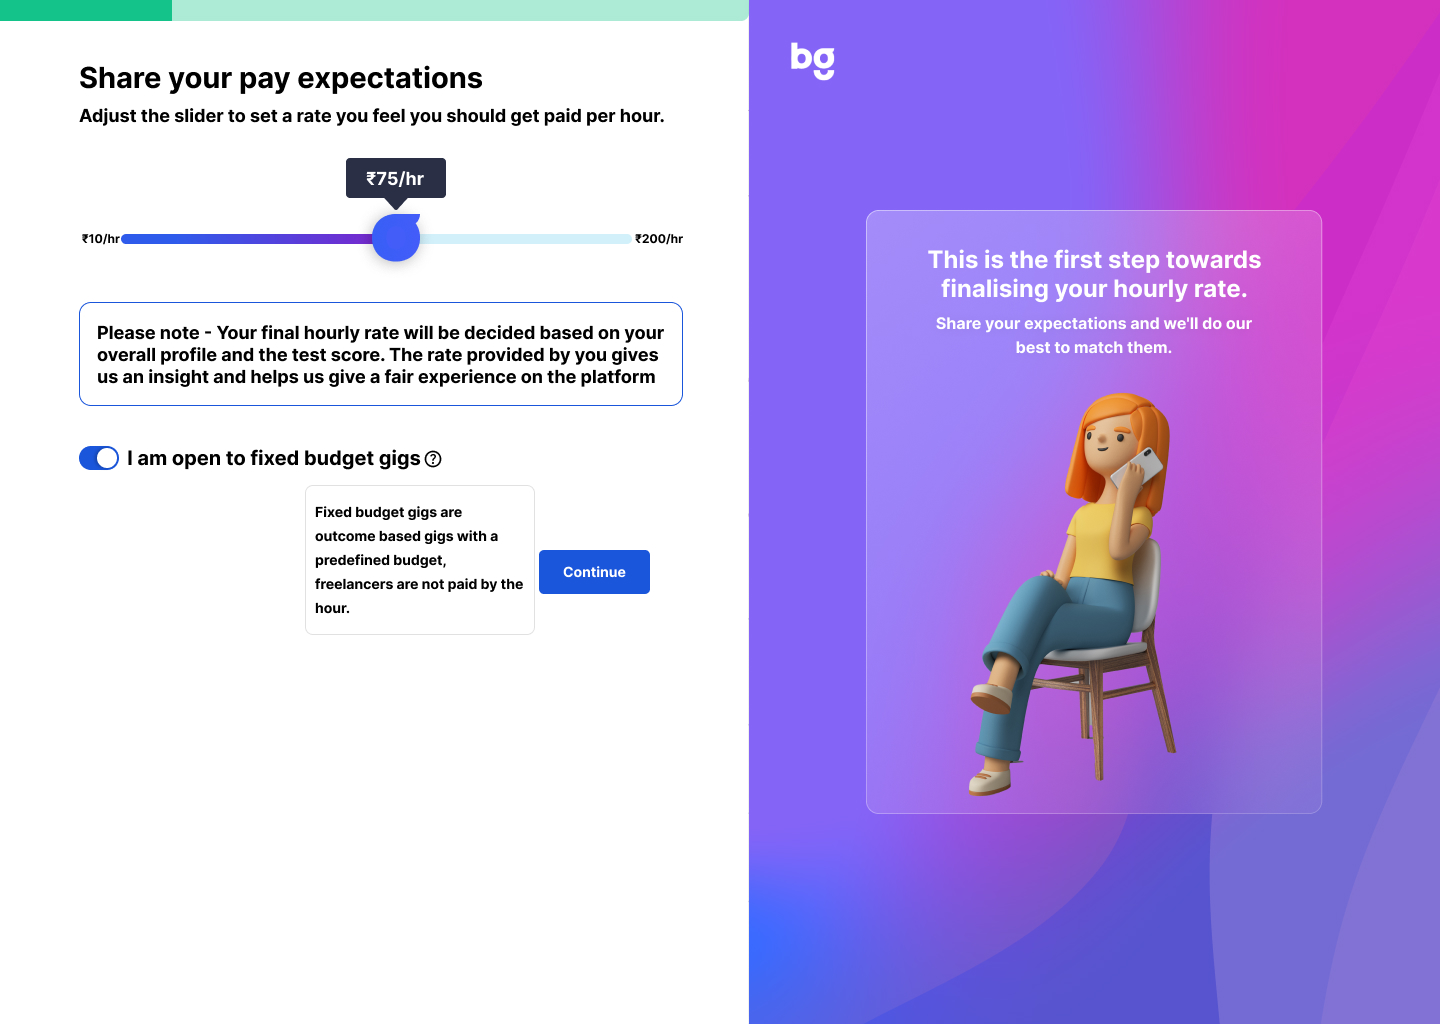 Share your pay expectations
Adjust the slider to set a rate you feel you should get paid per hour.
₹75/hr
₹10/hr
₹200/hr
Please note - Your final hourly rate will be decided based on your
overall profile and the test score. The rate provided by you gives
us an insight and helps us give a fair experience on the platform
I am open to fixed budget gigs
Fixed budget gigs are
outcome based gigs with a
predefined budget,
freelancers are not paid by the
hour.
Continue
bg
This is the first step towards
finalising your hourly rate.
Share your expectations and we'll do our
best to match them.